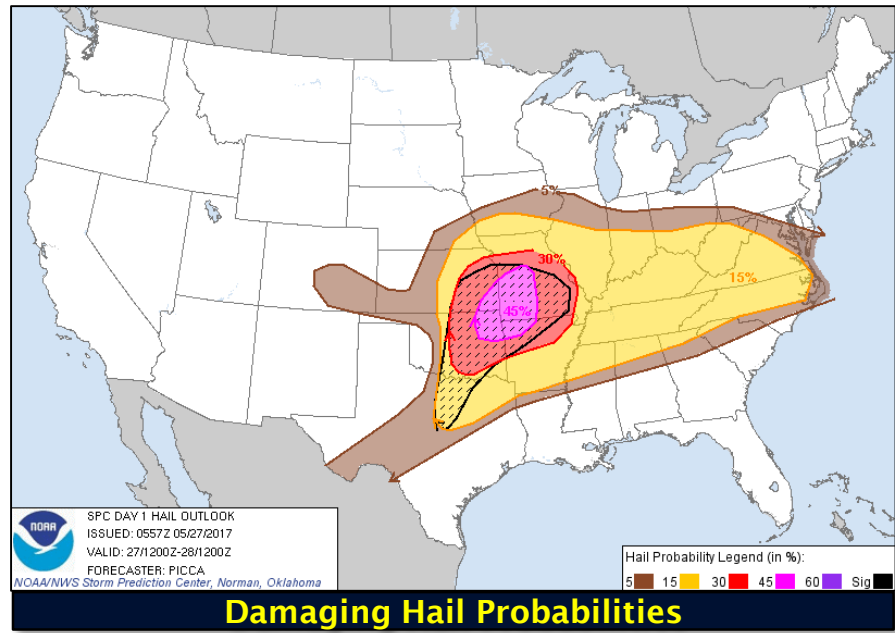 5%
30%
15%
45%
NOAA
SPC DAY 1 HAIL OUTLOOK
ISSUED: 0557Z 05/27/2017
VALID: 27/1200Z-28/1200Z
FORECASTER: PICCA
NOAA/NWS Storm Prediction Center, Norman, Oklahoma
Hail Probability Legend (in %):
5 15 30 45 60 Sig
Damaging Hail Probabilities